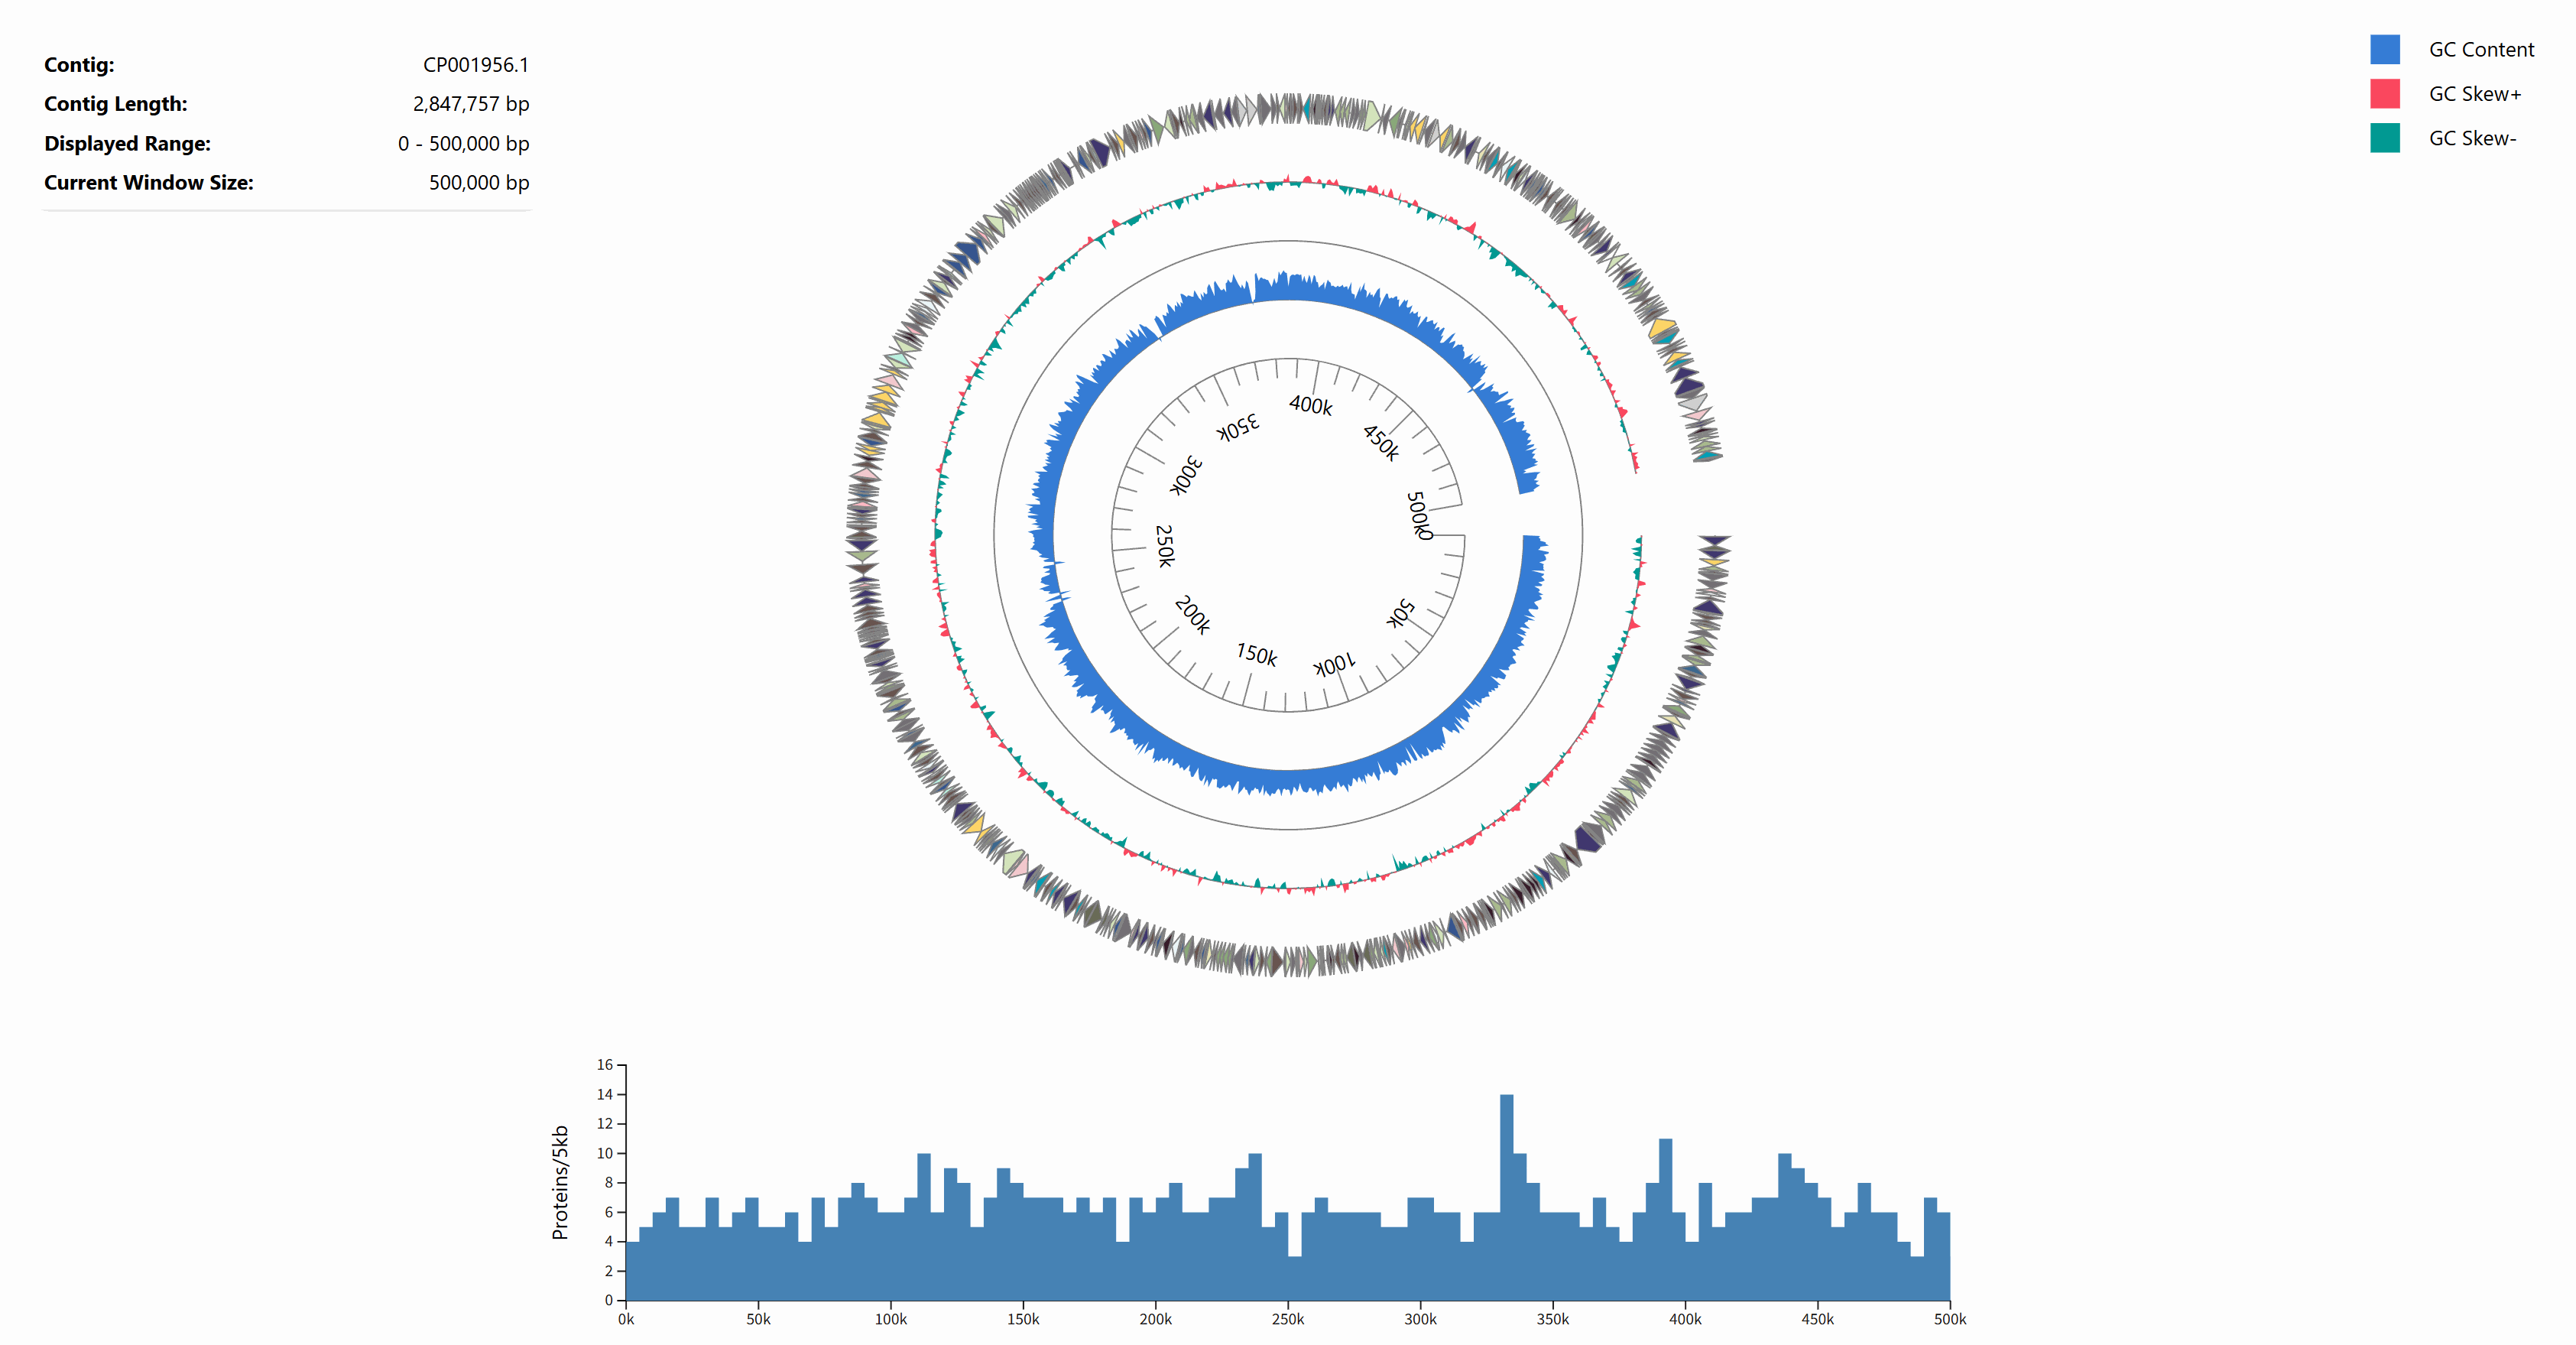 Contig: CP001956.1
Contig Length: 2,847,757 bp
Displayed Range: 0 - 500,000 bp
Current Window Size: 500,000 bp
GC Content
GC Skew+
GC Skew-
0
50k
100k
150k
200k
250k
300k
350k
400k
450k
500k
Proteins/5kb
16
14
12
10
8
6
4
2
0
0k 50k 100k 150k 200k 250k 300k 350k 400k 450k 500k